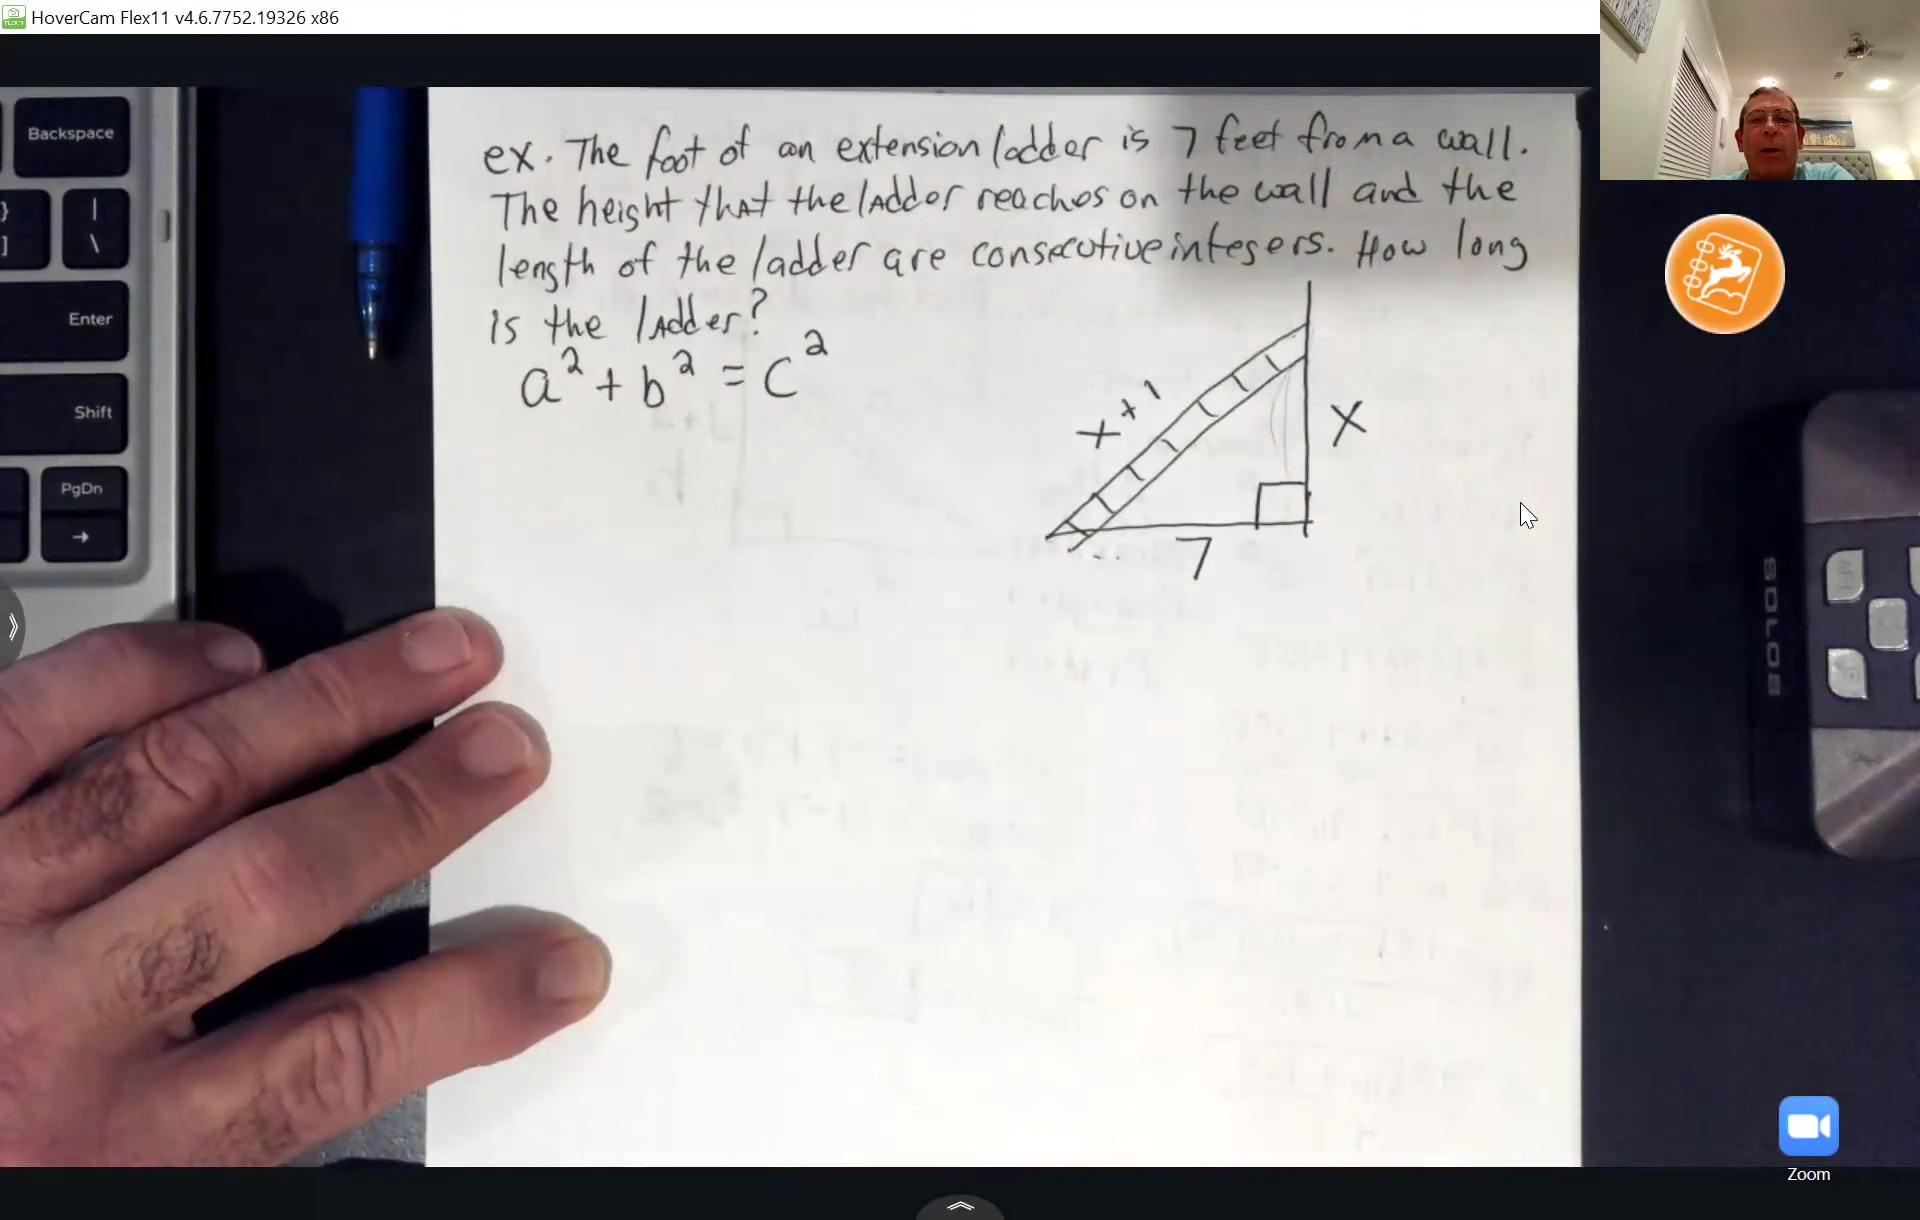 HoverCam Flex11 v4.6.7752.19326 x86
ex. The foot of an extension ladder is 7 feet from a wall.
The height that the ladder reaches on the wall and the
length of the ladder are consecutive integers. How long
is the ladder?
a² + b² = c²
x + 1
x
7
Backspace
}
]
|
\
Enter
Shift
PgDn
→
SOLO8
Zoom